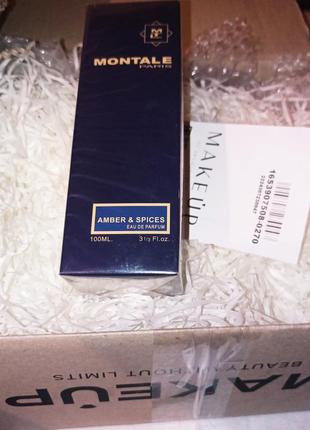 MONTALE
PARIS
AMBER & SPICES
EAU DE PARFUM
100ML. 3⅓ Fl.oz.
MAKEUP
1653907508-0270
BEAUTY WITHOUT LIMITS
MAKEUP